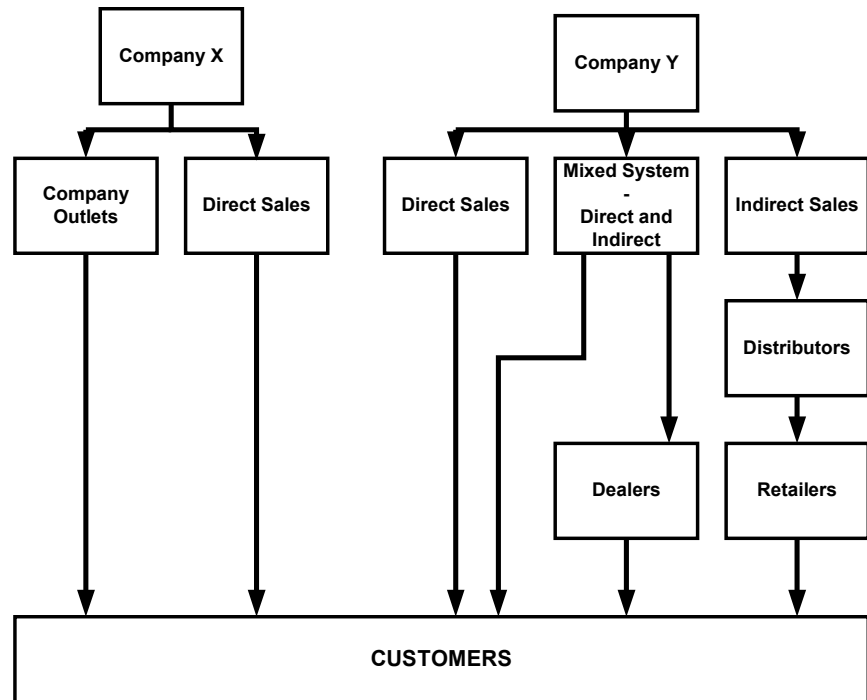 Company X
Company Y
Company
Outlets
Direct Sales
Direct Sales
Mixed System
-
Direct and
Indirect
Indirect Sales
Distributors
Dealers
Retailers
CUSTOMERS